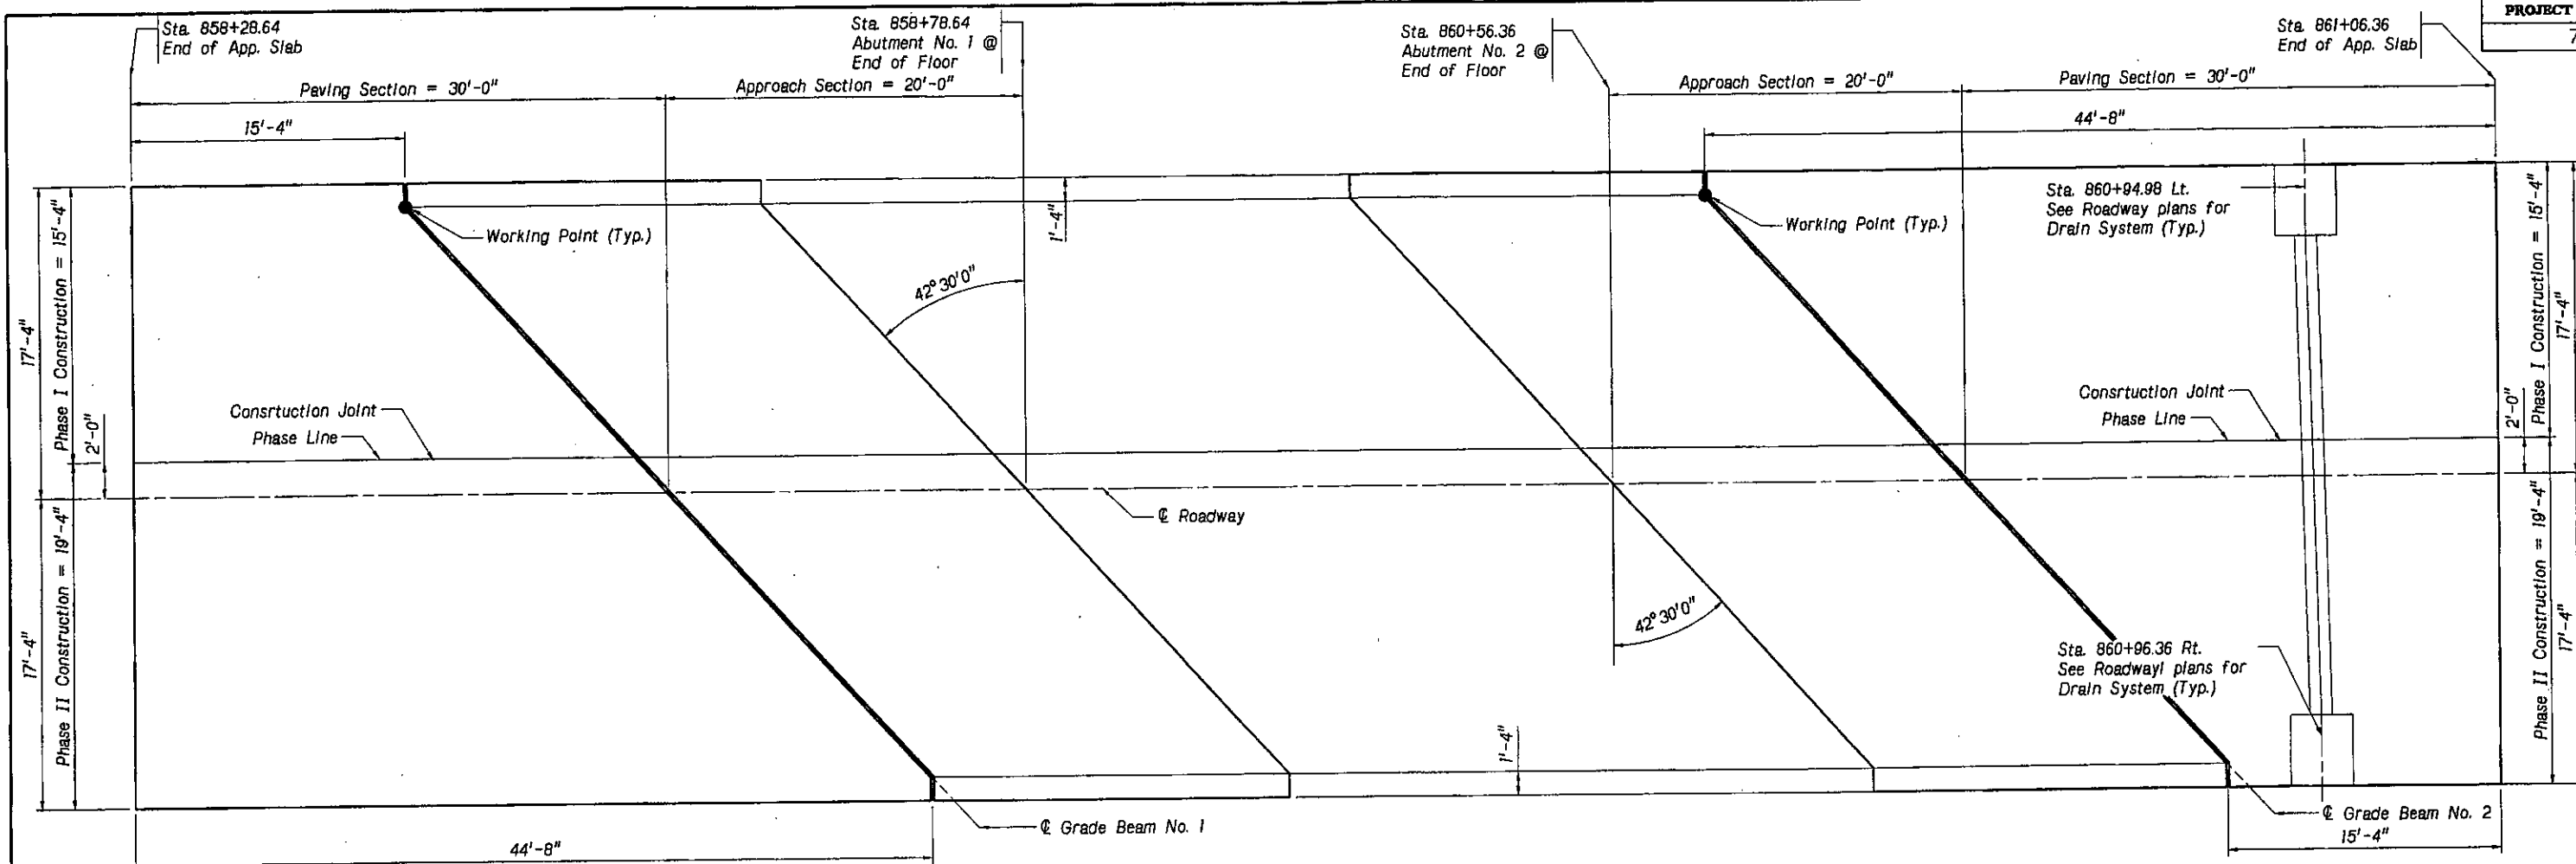 PROJECT
7
Sta. 858+28.64
End of App. Slab
Sta. 858+78.64
Abutment No. 1 @
End of Floor
Sta. 860+56.36
Abutment No. 2 @
End of Floor
Sta. 861+06.36
End of App. Slab
Paving Section = 30'-0"
Approach Section = 20'-0"
Approach Section = 20'-0"
Paving Section = 30'-0"
15'-4"
44'-8"
Working Point (Typ.)
1'-4"
Working Point (Typ.)
Sta. 860+94.98 Lt.
See Roadway plans for
Drain System (Typ.)
42°30'0"
17'-4"
Phase I Construction = 15'-4"
2'-0"
Consrtuction Joint
Phase Line
Consrtuction Joint
Phase Line
2'-0"
Phase I Construction = 15'-4"
17'-4"
℄ Roadway
17'-4"
Phase II Construction = 19'-4"
42°30'0"
Sta. 860+96.36 Rt.
See Roadwayl plans for
Drain System (Typ.)
Phase II Construction = 19'-4"
17'-4"
1'-4"
℄ Grade Beam No. 1
℄ Grade Beam No. 2
44'-8"
15'-4"